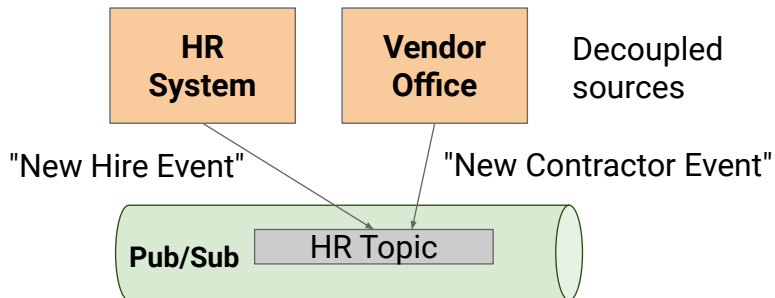 HR
System
Vendor
Office
Decoupled
sources
"New Hire Event"
"New Contractor Event"
Pub/Sub
HR Topic